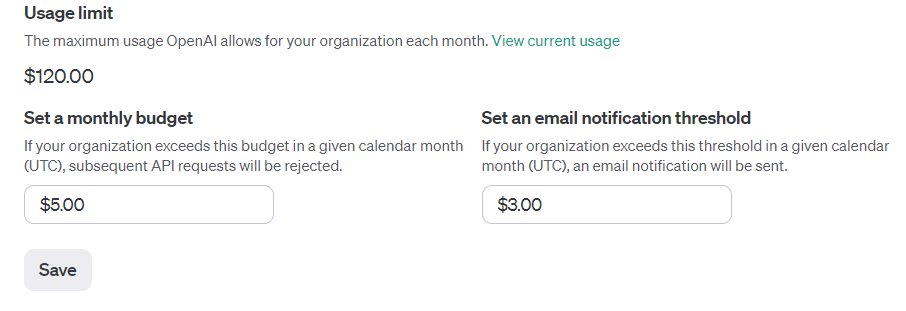 Usage limit
The maximum usage OpenAI allows for your organization each month. View current usage
$120.00
Set a monthly budget
If your organization exceeds this budget in a given calendar month
(UTC), subsequent API requests will be rejected.
$5.00
Set an email notification threshold
If your organization exceeds this threshold in a given calendar
month (UTC), an email notification will be sent.
$3.00
Save